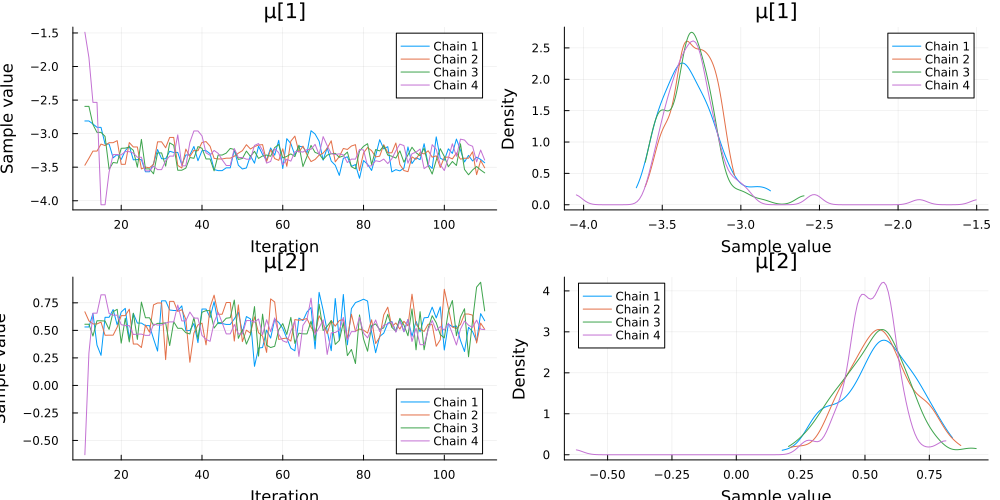 μ[1]
Sample value
−1.5
−2.0
−2.5
−3.0
−3.5
−4.0
Chain 1
Chain 2
Chain 3
Chain 4
20 40 60 80 100
Iteration
μ[1]
Density
2.5
2.0
1.5
1.0
0.5
0.0
Chain 1
Chain 2
Chain 3
Chain 4
−4.0 −3.5 −3.0 −2.5 −2.0 −1.5
Sample value
μ[2]
Sample value
0.75
0.50
0.25
0.00
−0.25
−0.50
Chain 1
Chain 2
Chain 3
Chain 4
20 40 60 80 100
Iteration
μ[2]
Density
4
3
2
1
0
Chain 1
Chain 2
Chain 3
Chain 4
−0.50 −0.25 0.00 0.25 0.50 0.75
Sample value